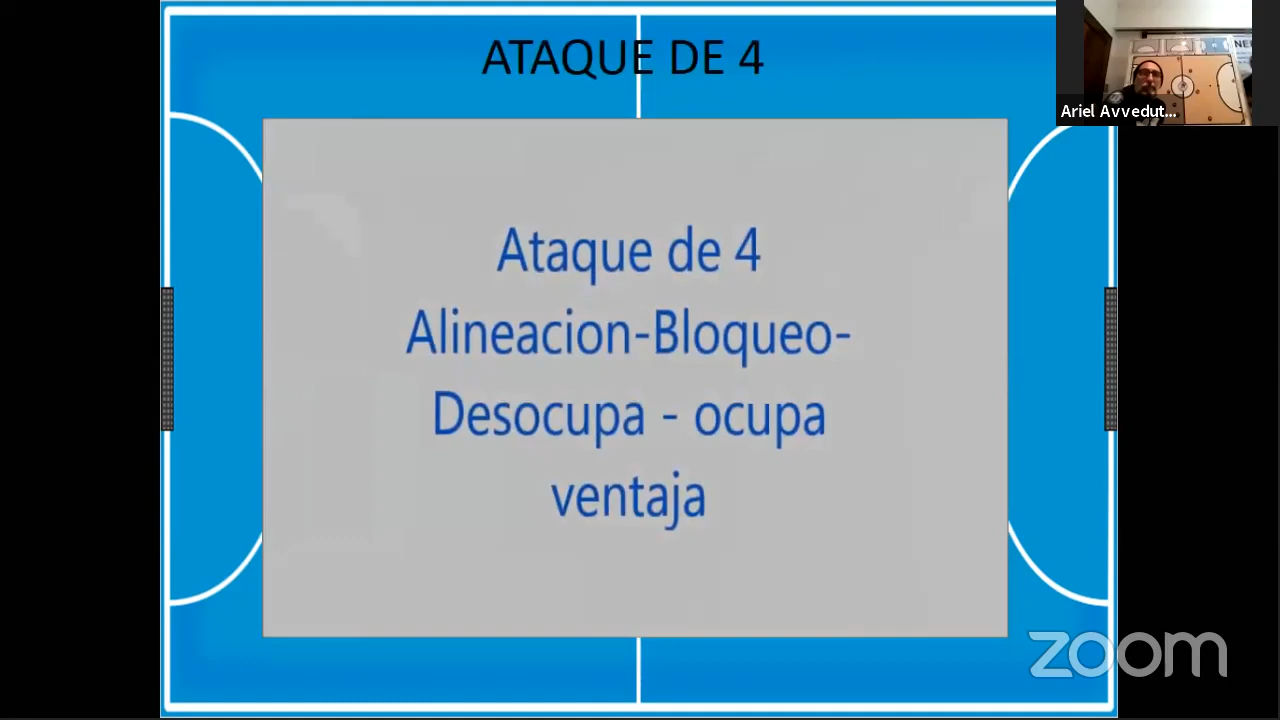 ATAQUE DE 4
Ariel Avvedut...
Ataque de 4
Alineacion-Bloqueo-
Desocupa - ocupa
ventaja
zoom